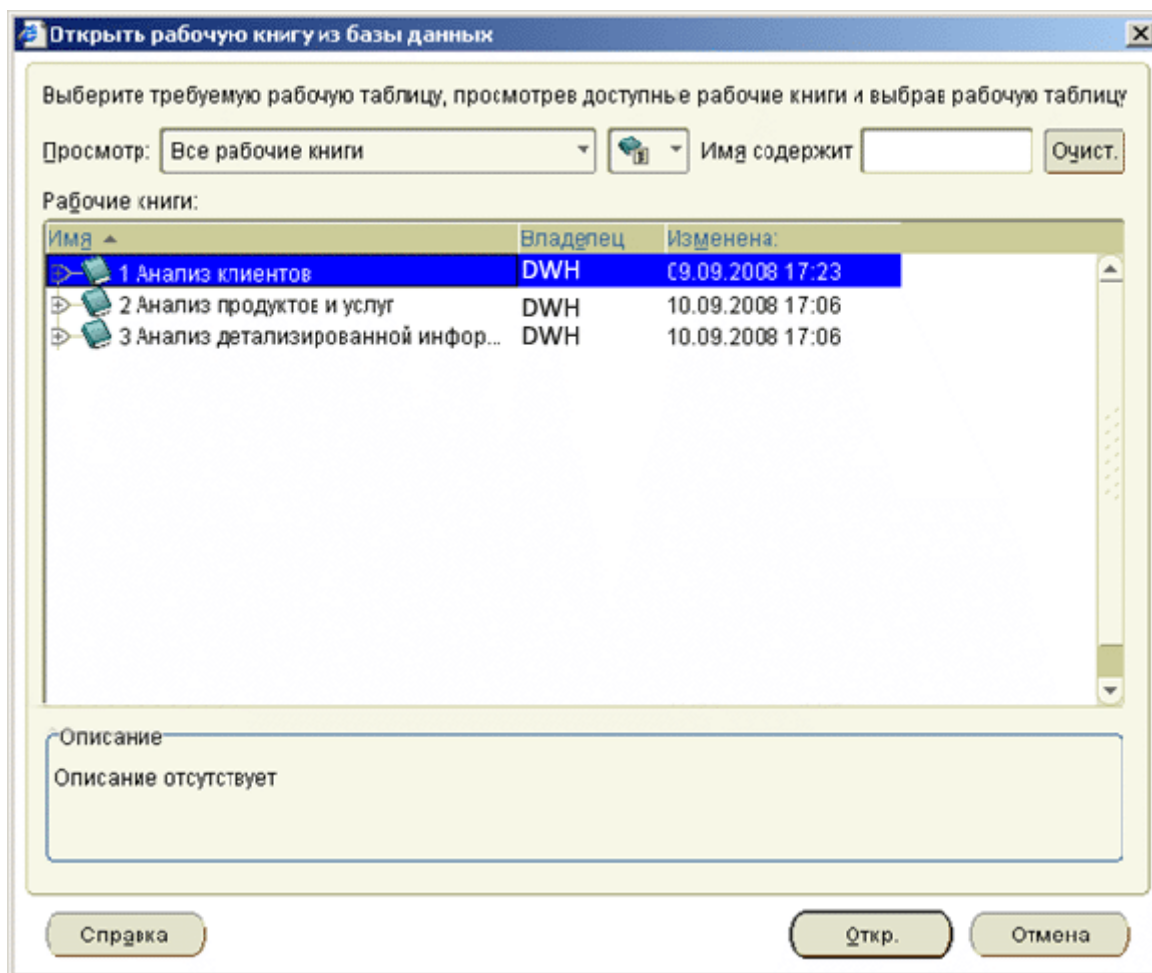 Открыть рабочую книгу из базы данных
Выберите требуемую рабочую таблицу, просмотрев доступные рабочие книги и выбрав рабочую таблицу
Просмотр: Все рабочие книги Имя содержит Очист.
Рабочие книги:
Имя Владелец Изменена:
1 Анализ клиентов DWH 09.09.2008 17:23
2 Анализ продуктов и услуг DWH 10.09.2008 17:06
3 Анализ детализированной инфор... DWH 10.09.2008 17:06
Описание
Описание отсутствует
Справка Откр. Отмена